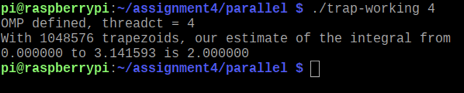 pi@raspberrypi:~/assignment4/parallel $ ./trap-working 4
OMP defined, threadct = 4
With 1048576 trapezoids, our estimate of the integral from
0.000000 to 3.141593 is 2.000000
pi@raspberrypi:~/assignment4/parallel $